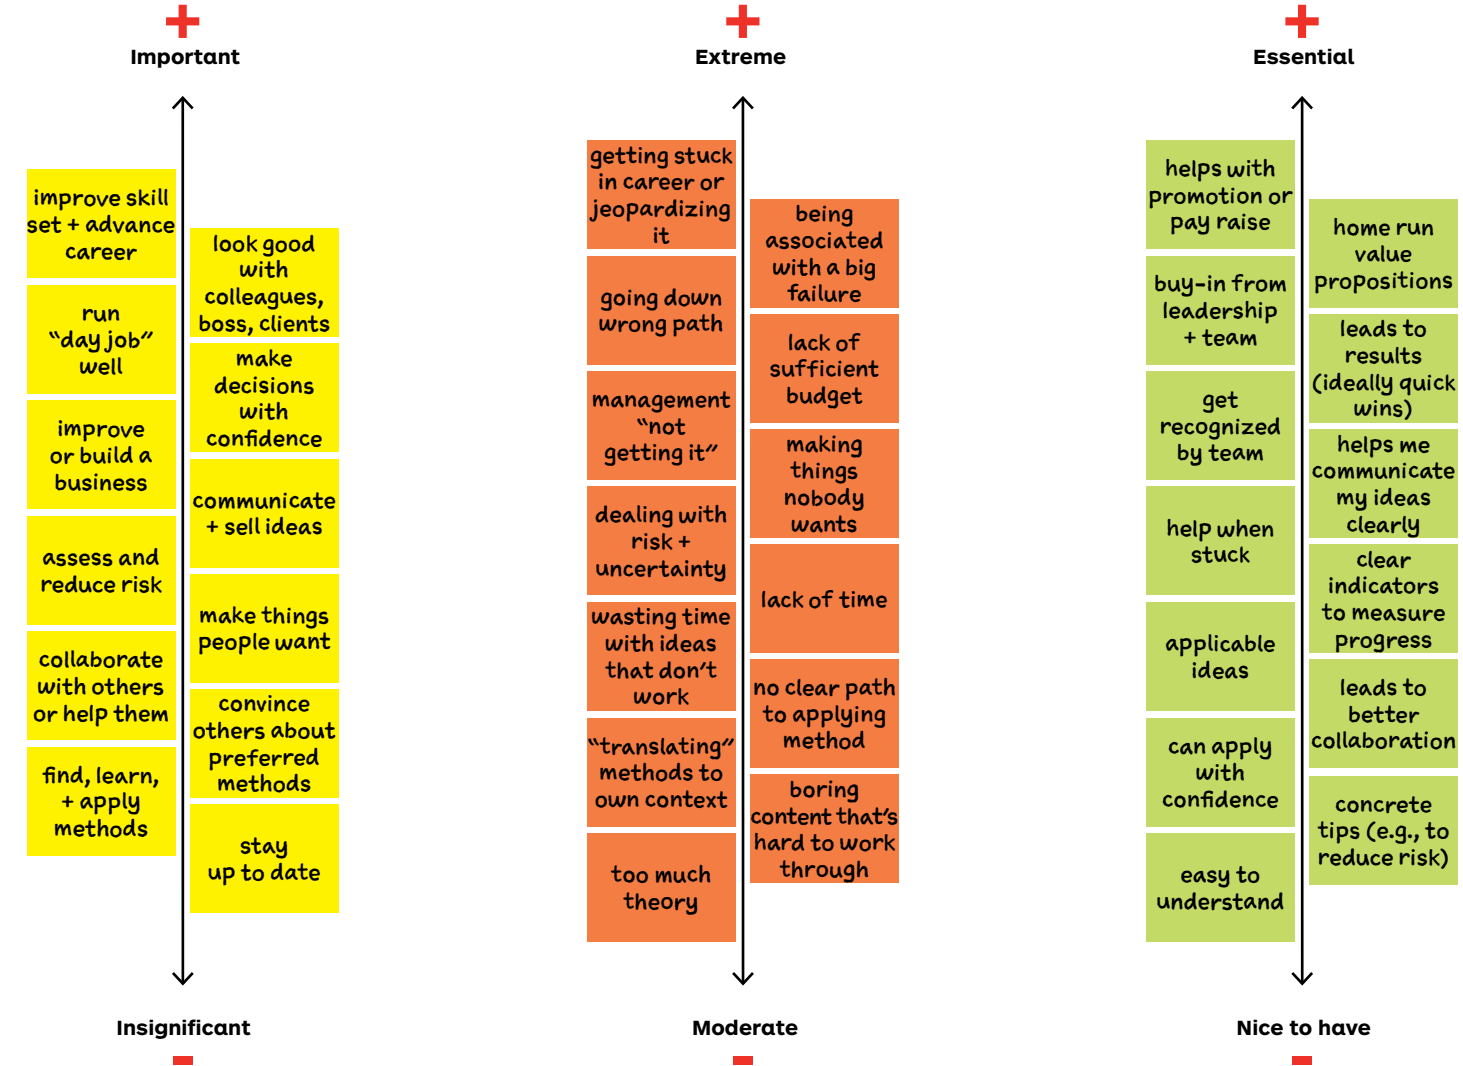 +
Important
improve skill
set + advance
career
look good
with
colleagues,
boss, clients
run
“day job”
well
make
decisions
with
confidence
improve
or build a
business
communicate
+ sell ideas
assess and
reduce risk
make things
people want
collaborate
with others
or help them
convince
others about
preferred
methods
find, learn,
+ apply
methods
stay
up to date
Insignificant
-
+
Extreme
getting stuck
in career or
jeopardizing
it
being
associated
with a big
failure
going down
wrong path
lack of
sufficient
budget
management
“not
getting it”
making
things
nobody
wants
dealing with
risk +
uncertainty
lack of time
wasting time
with ideas
that don’t
work
no clear path
to applying
method
“translating”
methods to
own context
boring
content that’s
hard to work
through
too much
theory
Moderate
-
+
Essential
helps with
promotion or
pay raise
home run
value
propositions
buy-in from
leadership
+ team
leads to
results
(ideally quick
wins)
get
recognized
by team
helps me
communicate
my ideas
clearly
help when
stuck
clear
indicators
to measure
progress
applicable
ideas
leads to
better
collaboration
can apply
with
confidence
concrete
tips (e.g., to
reduce risk)
easy to
understand
Nice to have
-